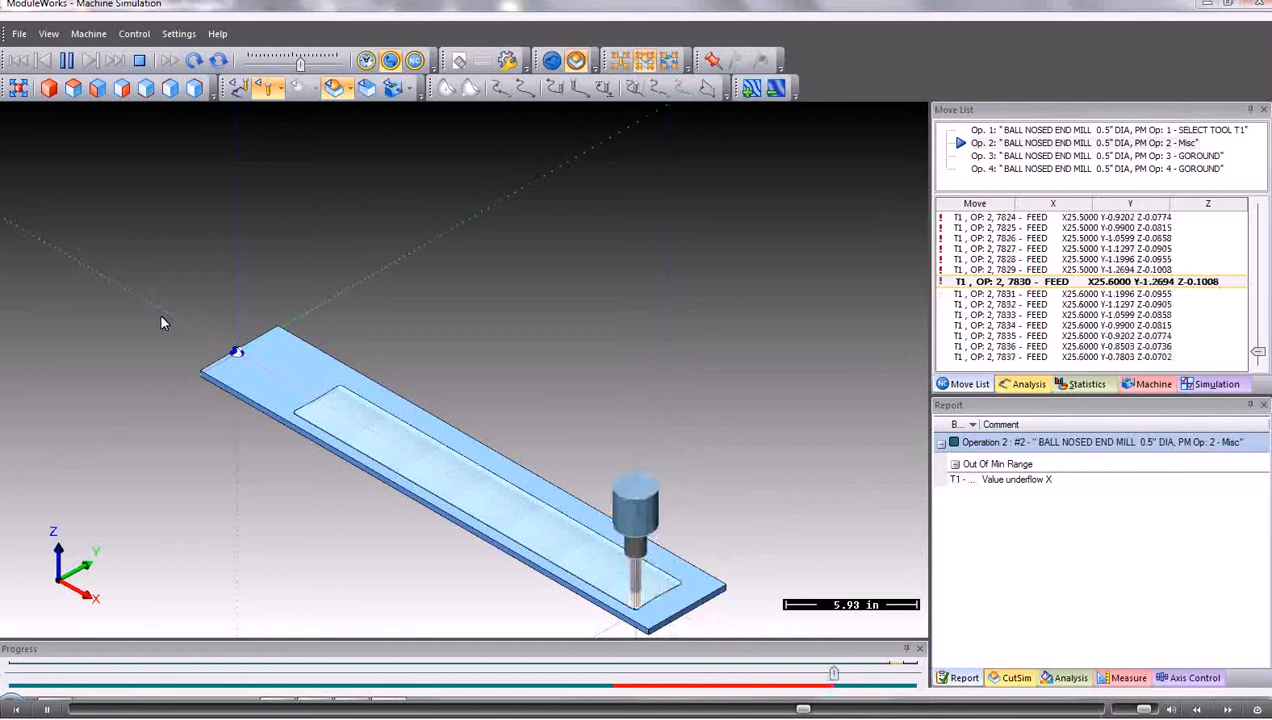 ModuleWorks - Machine Simulation
File View Machine Control Settings Help
NC
Move List
Op. 1: " BALL NOSED END MILL 0.5" DIA, PM Op: 1 - SELECT TOOL T1"
Op. 2: " BALL NOSED END MILL 0.5" DIA, PM Op: 2 - Misc"
Op. 3: " BALL NOSED END MILL 0.5" DIA, PM Op: 3 - GOROUND"
Op. 4: " BALL NOSED END MILL 0.5" DIA, PM Op: 4 - GOROUND"
Move X Y Z
T1 , OP: 2, 7824 - FEED X25.5000 Y-0.9202 Z-0.0774
T1 , OP: 2, 7825 - FEED X25.5000 Y-0.9900 Z-0.0815
T1 , OP: 2, 7826 - FEED X25.5000 Y-1.0599 Z-0.0858
T1 , OP: 2, 7827 - FEED X25.5000 Y-1.1297 Z-0.0905
T1 , OP: 2, 7828 - FEED X25.5000 Y-1.1996 Z-0.0955
T1 , OP: 2, 7829 - FEED X25.5000 Y-1.2694 Z-0.1008
T1 , OP: 2, 7830 - FEED X25.6000 Y-1.2694 Z-0.1008
T1 , OP: 2, 7831 - FEED X25.6000 Y-1.1996 Z-0.0955
T1 , OP: 2, 7832 - FEED X25.6000 Y-1.1297 Z-0.0905
T1 , OP: 2, 7833 - FEED X25.6000 Y-1.0599 Z-0.0858
T1 , OP: 2, 7834 - FEED X25.6000 Y-0.9900 Z-0.0815
T1 , OP: 2, 7835 - FEED X25.6000 Y-0.9202 Z-0.0774
T1 , OP: 2, 7836 - FEED X25.6000 Y-0.8503 Z-0.0736
T1 , OP: 2, 7837 - FEED X25.6000 Y-0.7803 Z-0.0702
NC Move List Analysis Statistics Machine Simulation
Report
B... Comment
Operation 2 : #2 - " BALL NOSED END MILL 0.5" DIA, PM Op: 2 - Misc"
Out Of Min Range
T1 - ... Value underflow X
Z
Y
X
5.93 in
Progress
Report CutSim Analysis Measure Axis Control